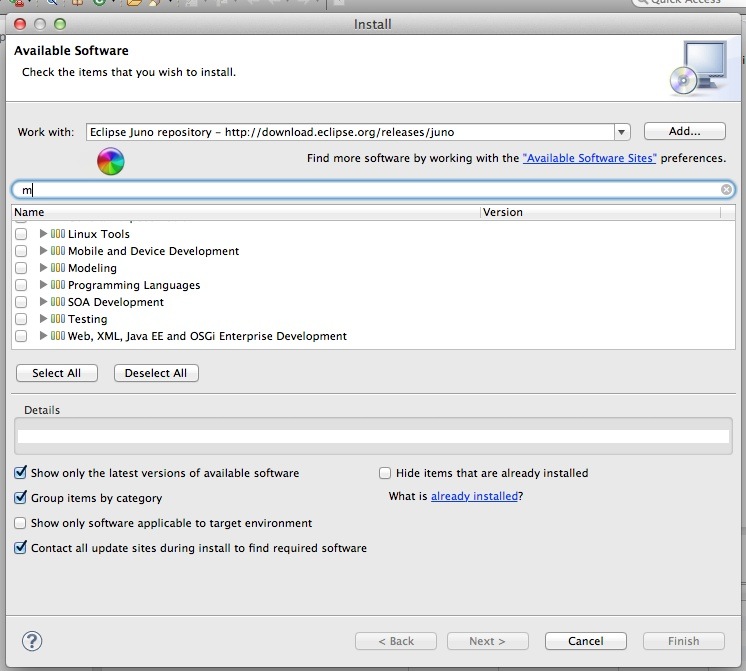 Quick Access
Install
Available Software
Check the items that you wish to install.
Work with: Eclipse Juno repository - http://download.eclipse.org/releases/juno Add...
Find more software by working with the "Available Software Sites" preferences.
m
Name Version
Linux Tools
Mobile and Device Development
Modeling
Programming Languages
SOA Development
Testing
Web, XML, Java EE and OSGi Enterprise Development
Select All Deselect All
Details
Show only the latest versions of available software Hide items that are already installed
Group items by category What is already installed?
Show only software applicable to target environment
Contact all update sites during install to find required software
? < Back Next > Cancel Finish